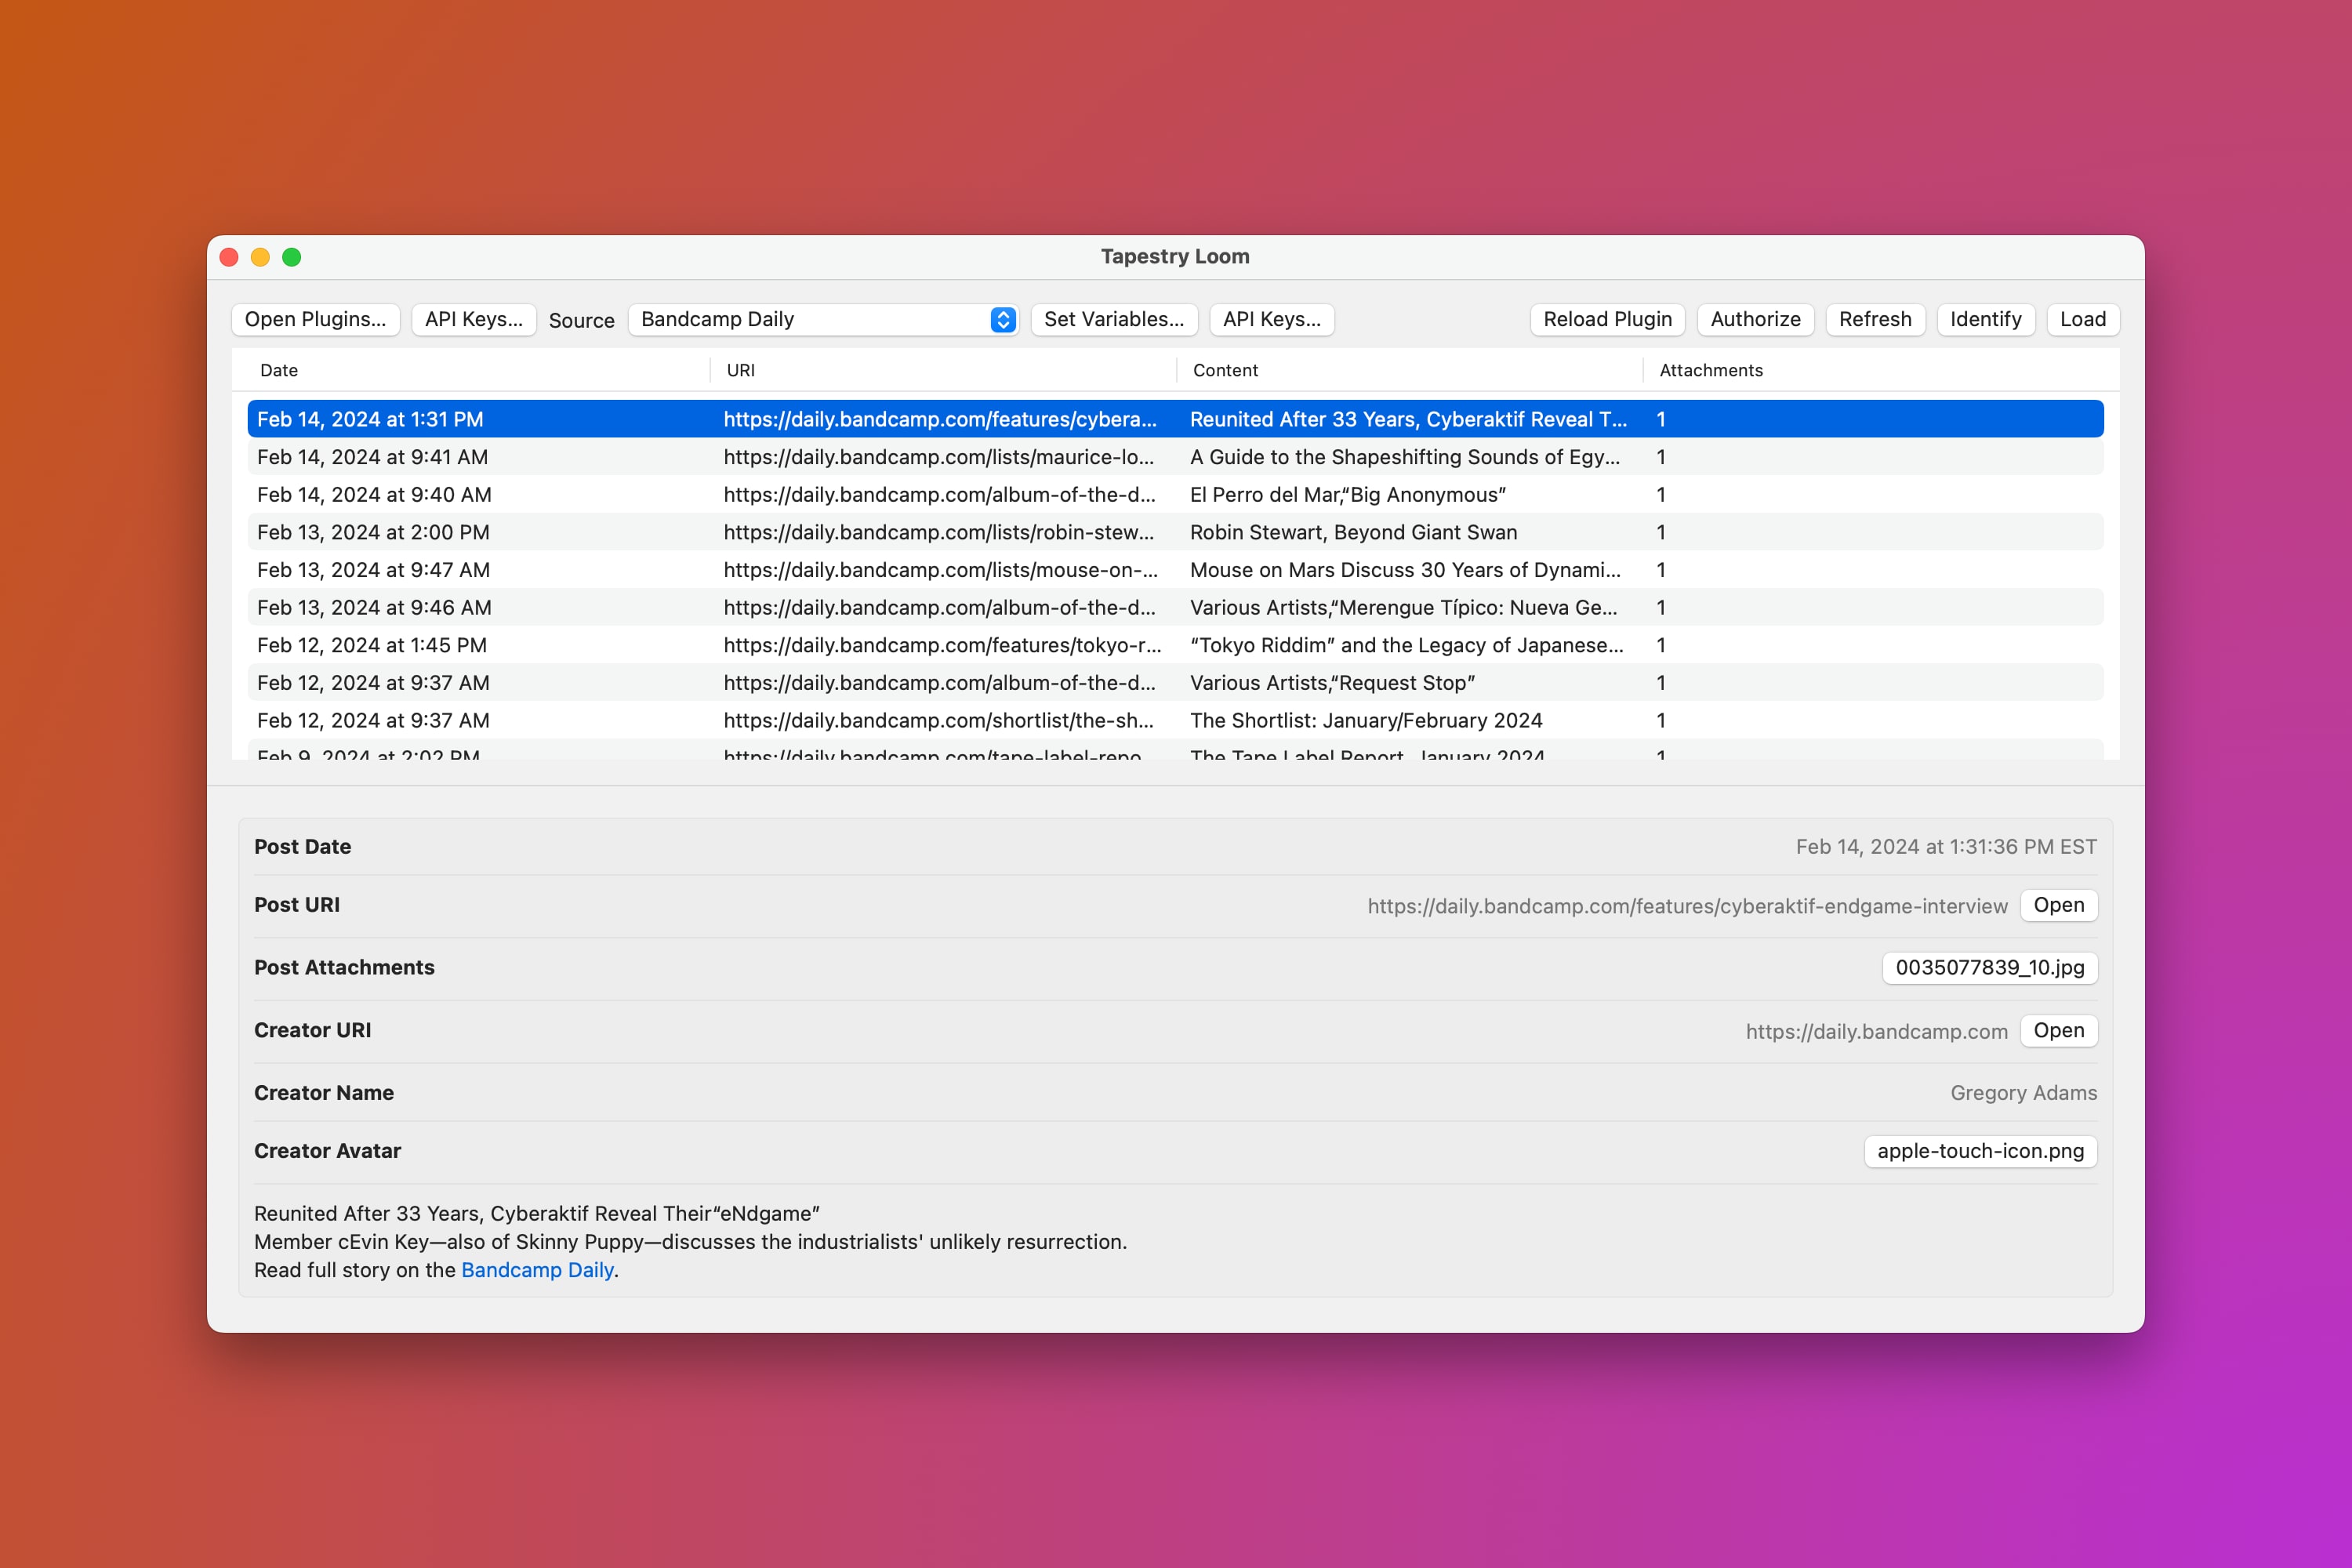 Tapestry Loom
Open Plugins... API Keys... Source Bandcamp Daily Set Variables... API Keys... Reload Plugin Authorize Refresh Identify Load
Date URI Content Attachments
Feb 14, 2024 at 1:31 PM https://daily.bandcamp.com/features/cybera... Reunited After 33 Years, Cyberaktif Reveal T... 1
Feb 14, 2024 at 9:41 AM https://daily.bandcamp.com/lists/maurice-lo... A Guide to the Shapeshifting Sounds of Egy... 1
Feb 14, 2024 at 9:40 AM https://daily.bandcamp.com/album-of-the-d... El Perro del Mar,“Big Anonymous” 1
Feb 13, 2024 at 2:00 PM https://daily.bandcamp.com/lists/robin-stew... Robin Stewart, Beyond Giant Swan 1
Feb 13, 2024 at 9:47 AM https://daily.bandcamp.com/lists/mouse-on-... Mouse on Mars Discuss 30 Years of Dynami... 1
Feb 13, 2024 at 9:46 AM https://daily.bandcamp.com/album-of-the-d... Various Artists,“Merengue Típico: Nueva Ge... 1
Feb 12, 2024 at 1:45 PM https://daily.bandcamp.com/features/tokyo-r... “Tokyo Riddim” and the Legacy of Japanese... 1
Feb 12, 2024 at 9:37 AM https://daily.bandcamp.com/album-of-the-d... Various Artists,“Request Stop” 1
Feb 12, 2024 at 9:37 AM https://daily.bandcamp.com/shortlist/the-sh... The Shortlist: January/February 2024 1
Feb 9, 2024 at 2:02 PM https://daily.bandcamp.com/tape-label-repo... The Tape Label Report, January 2024 1
Post Date Feb 14, 2024 at 1:31:36 PM EST
Post URI https://daily.bandcamp.com/features/cyberaktif-endgame-interview Open
Post Attachments 0035077839_10.jpg
Creator URI https://daily.bandcamp.com Open
Creator Name Gregory Adams
Creator Avatar apple-touch-icon.png
Reunited After 33 Years, Cyberaktif Reveal Their“eNdgame”
Member cEvin Key—also of Skinny Puppy—discusses the industrialists' unlikely resurrection.
Read full story on the Bandcamp Daily.